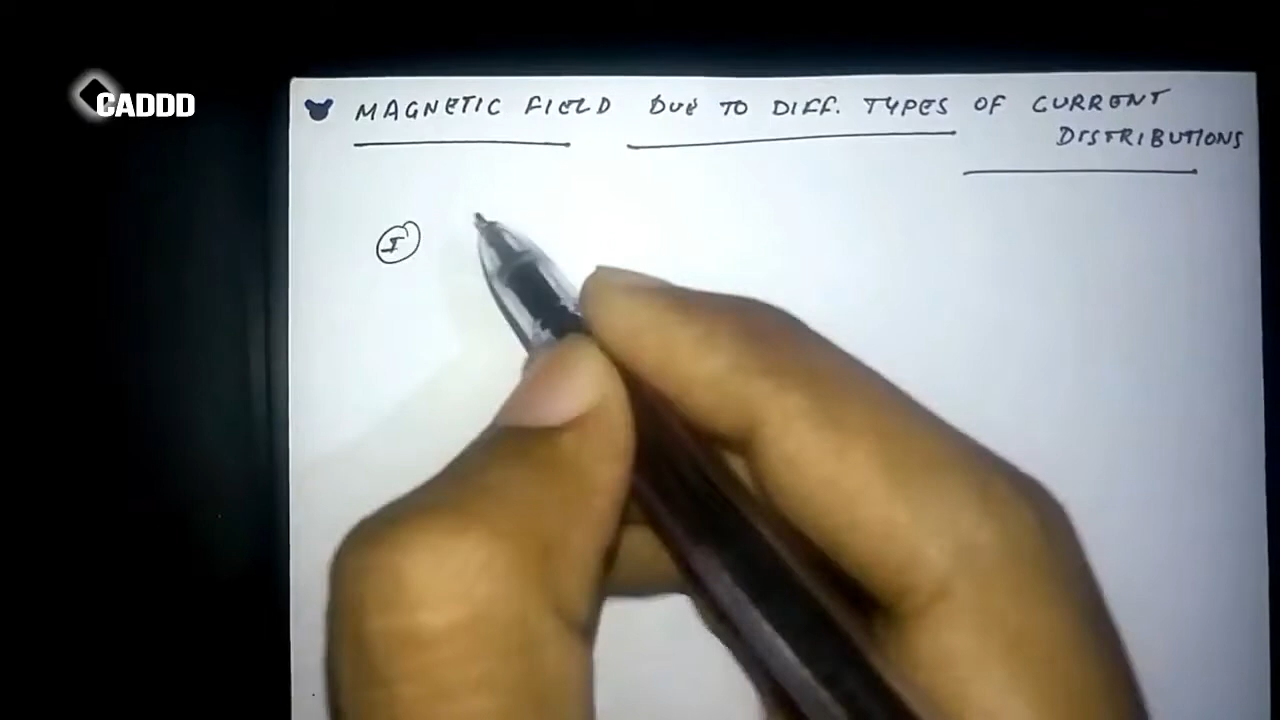 CADDD
MAGNETIC FIELD DUE TO DIFF. TYPES OF CURRENT
DISTRIBUTIONS
I